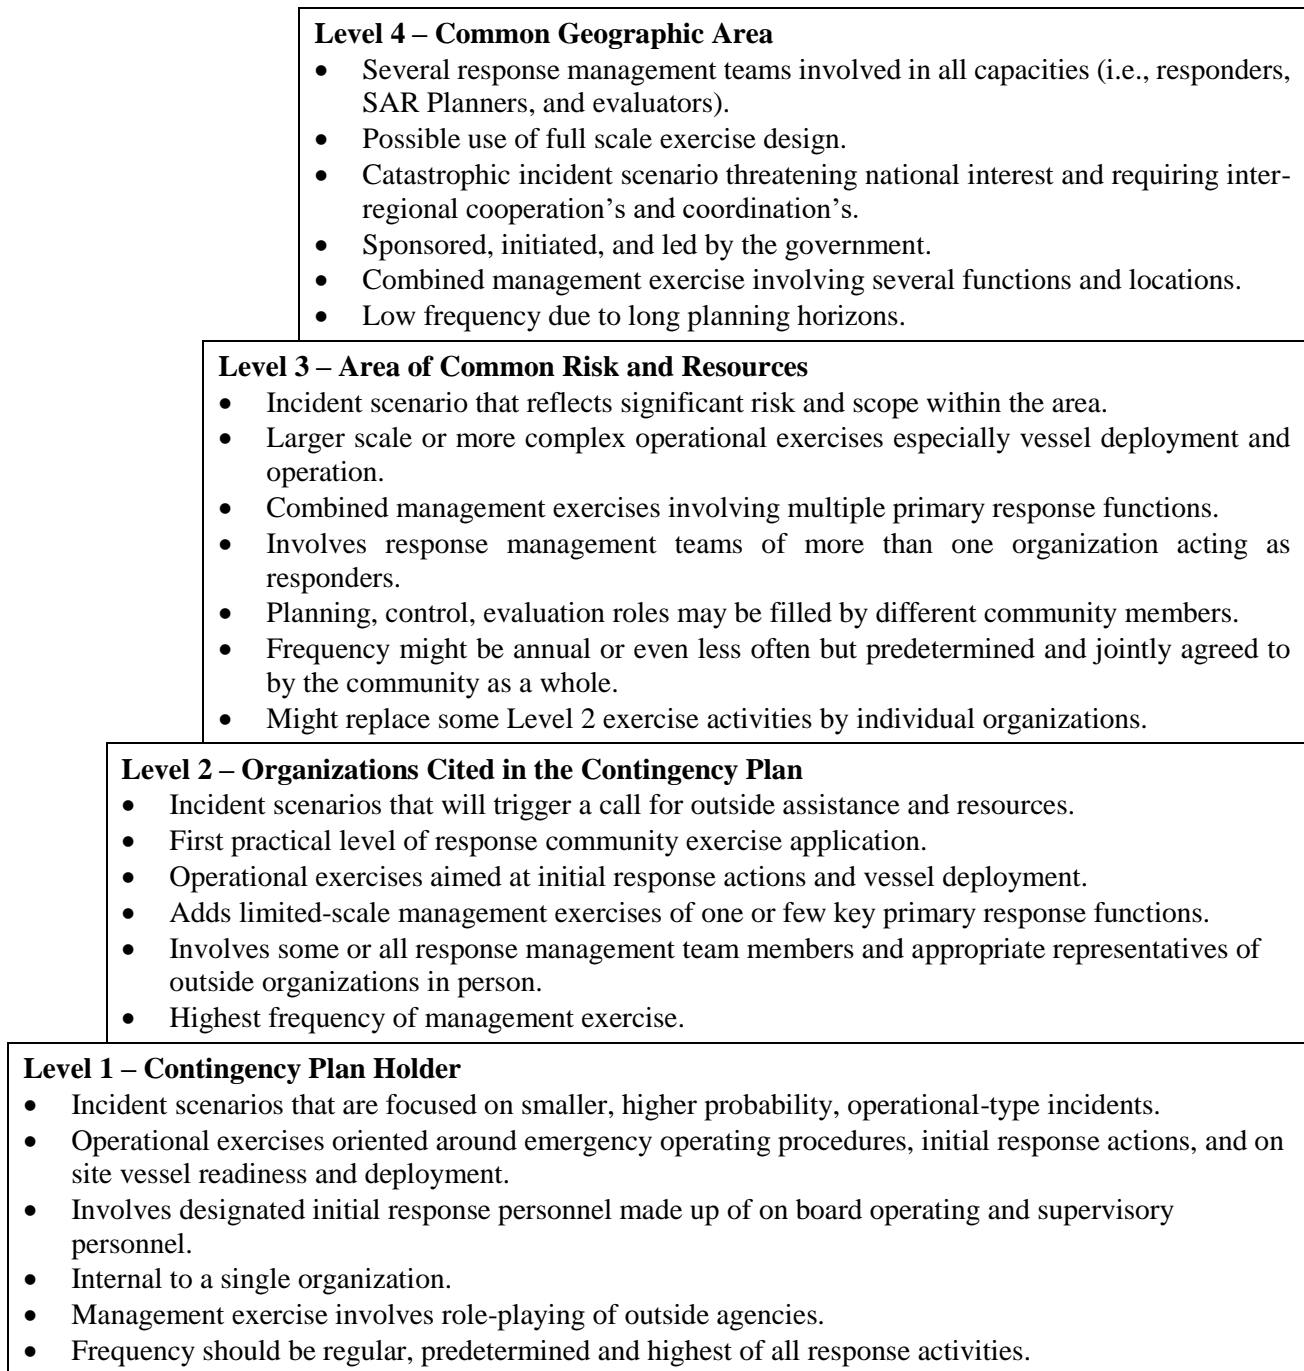 Level 4 – Common Geographic Area
• Several response management teams involved in all capacities (i.e., responders,
SAR Planners, and evaluators).
• Possible use of full scale exercise design.
• Catastrophic incident scenario threatening national interest and requiring inter-
regional cooperation’s and coordination’s.
• Sponsored, initiated, and led by the government.
• Combined management exercise involving several functions and locations.
• Low frequency due to long planning horizons.
Level 3 – Area of Common Risk and Resources
• Incident scenario that reflects significant risk and scope within the area.
• Larger scale or more complex operational exercises especially vessel deployment and
operation.
• Combined management exercises involving multiple primary response functions.
• Involves response management teams of more than one organization acting as
responders.
• Planning, control, evaluation roles may be filled by different community members.
• Frequency might be annual or even less often but predetermined and jointly agreed to
by the community as a whole.
• Might replace some Level 2 exercise activities by individual organizations.
Level 2 – Organizations Cited in the Contingency Plan
• Incident scenarios that will trigger a call for outside assistance and resources.
• First practical level of response community exercise application.
• Operational exercises aimed at initial response actions and vessel deployment.
• Adds limited-scale management exercises of one or few key primary response functions.
• Involves some or all response management team members and appropriate representatives of
outside organizations in person.
• Highest frequency of management exercise.
Level 1 – Contingency Plan Holder
• Incident scenarios that are focused on smaller, higher probability, operational-type incidents.
• Operational exercises oriented around emergency operating procedures, initial response actions, and on
site vessel readiness and deployment.
• Involves designated initial response personnel made up of on board operating and supervisory
personnel.
• Internal to a single organization.
• Management exercise involves role-playing of outside agencies.
• Frequency should be regular, predetermined and highest of all response activities.